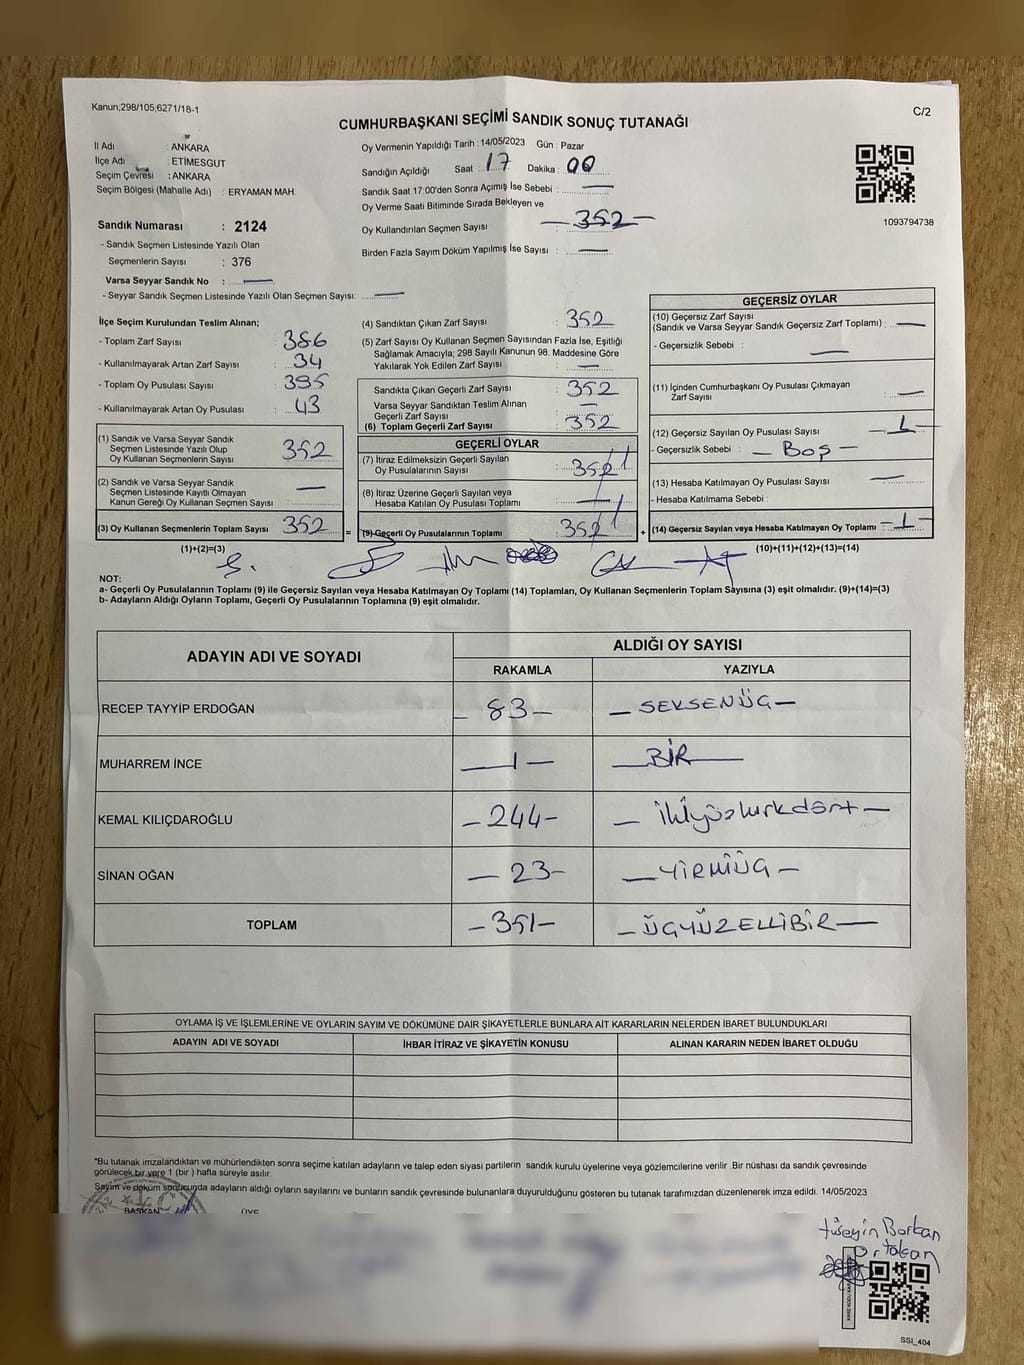 Kanun;298/105,6271/18-1
C/2
CUMHURBAŞKANI SEÇİMİ SANDIK SONUÇ TUTANAĞI
İl Adı : ANKARA
İlçe Adı : ETİMESGUT
Seçim Çevresi : ANKARA
Seçim Bölgesi (Mahalle Adı) : ERYAMAN MAH.
Sandık Numarası : 2124
- Sandık Seçmen Listesinde Yazılı Olan
Seçmenlerin Sayısı : 376
Varsa Seyyar Sandık No :
- Seyyar Sandık Seçmen Listesinde Yazılı Olan Seçmen Sayısı:
Oy Vermenin Yapıldığı Tarih : 14/05/2023 Gün : Pazar
Sandığın Açıldığı Saat : 17 Dakika : 00
Sandık Saat 17:00'den Sonra Açımış İse Sebebi :
Oy Verme Saati Bitiminde Sırada Bekleyen ve
Oy Kullandırılan Seçmen Sayısı : -352-
Birden Fazla Sayım Döküm Yapılmış İse Sayısı :
1093794738
İlçe Seçim Kurulundan Teslim Alınan;
- Toplam Zarf Sayısı : 386
- Kullanılmayarak Artan Zarf Sayısı : 34
- Toplam Oy Pusulası Sayısı : 395
- Kullanılmayarak Artan Oy Pusulası : 43
(1) Sandık ve Varsa Seyyar Sandık
Seçmen Listesinde Yazılı Olup
Oy Kullanan Seçmenlerin Sayısı : 352
(2) Sandık ve Varsa Seyyar Sandık
Seçmen Listesinde Kayıtlı Olmayan
Kanun Gereği Oy Kullanan Seçmen Sayısı :
(3) Oy Kullanan Seçmenlerin Toplam Sayısı : 352
(1)+(2)=(3)
(4) Sandıktan Çıkan Zarf Sayısı : 352
(5) Zarf Sayısı Oy Kullanan Seçmen Sayısından Fazla İse, Eşitliği
Sağlamak Amacıyla; 298 Sayılı Kanunun 98. Maddesine Göre
Yakılarak Yok Edilen Zarf Sayısı :
Sandıkta Çıkan Geçerli Zarf Sayısı : 352
Varsa Seyyar Sandıktan Teslim Alınan
Geçerli Zarf Sayısı :
(6) Toplam Geçerli Zarf Sayısı : 352
GEÇERLİ OYLAR
(7) İtiraz Edilmeksizin Geçerli Sayılan
Oy Pusulalarının Sayısı : 351
(8) İtiraz Üzerine Geçerli Sayılan veya
Hesaba Katılan Oy Pusulası Toplamı :
= (9) Geçerli Oy Pusulalarının Toplamı : 351 +
GEÇERSİZ OYLAR
(10) Geçersiz Zarf Sayısı
(Sandık ve Varsa Seyyar Sandık Geçersiz Zarf Toplamı) :
- Geçersizlik Sebebi :
(11) İçinden Cumhurbaşkanı Oy Pusulası Çıkmayan
Zarf Sayısı :
(12) Geçersiz Sayılan Oy Pusulası Sayısı : -1-
- Geçersizlik Sebebi : - Boş -
(13) Hesaba Katılmayan Oy Pusulası Sayısı :
- Hesaba Katılmama Sebebi :
(14) Geçersiz Sayılan veya Hesaba Katılmayan Oy Toplamı : -1-
(10)+(11)+(12)+(13)=(14)
NOT:
a- Geçerli Oy Pusulalarının Toplamı (9) ile Geçersiz Sayılan veya Hesaba Katılmayan Oy Toplamı (14) Toplamları, Oy Kullanan Seçmenlerin Toplam Sayısına (3) eşit olmalıdır. (9)+(14)=(3)
b- Adayların Aldığı Oyların Toplamı, Geçerli Oy Pusulalarının Toplamına (9) eşit olmalıdır.
ADAYIN ADI VE SOYADI ALDIĞI OY SAYISI
RAKAMLA YAZIYLA
RECEP TAYYİP ERDOĞAN - 83 - - SEKSENÜÇ -
MUHARREM İNCE - 1 - - BİR -
KEMAL KILIÇDAROĞLU - 244 - - ikiyüzkırkdört -
SİNAN OĞAN - 23 - - YİRMİÜÇ -
TOPLAM - 351 - - ÜÇYÜZELLİBİR -
OYLAMA İŞ VE İŞLEMLERİNE VE OYLARIN SAYIM VE DÖKÜMÜNE DAİR ŞİKAYETLERLE BUNLARA AİT KARARLARIN NELERDEN İBARET BULUNDUKLARI
ADAYIN ADI VE SOYADI İHBAR İTİRAZ VE ŞİKAYETİN KONUSU ALINAN KARARIN NEDEN İBARET OLDUĞU
"Bu tutanak imzalandıktan ve mühürlendikten sonra seçime katılan adayların ve talep eden siyasi partilerin sandık kurulu üyelerine veya gözlemcilerine verilir .Bir nüshası da sandık çevresinde
görülecek bir yere 1 (bir ) hafta süreyle asılır.
Sayım ve döküm sonucunda adayların aldığı oyların sayılarını ve bunların sandık çevresinde bulunanlara duyurulduğunu gösteren bu tutanak tarafımızdan düzenlenerek imza edildi. 14/05/2023
BAŞKAN ÜYE
Hüseyin Borkan
Ortakan
SSI_404